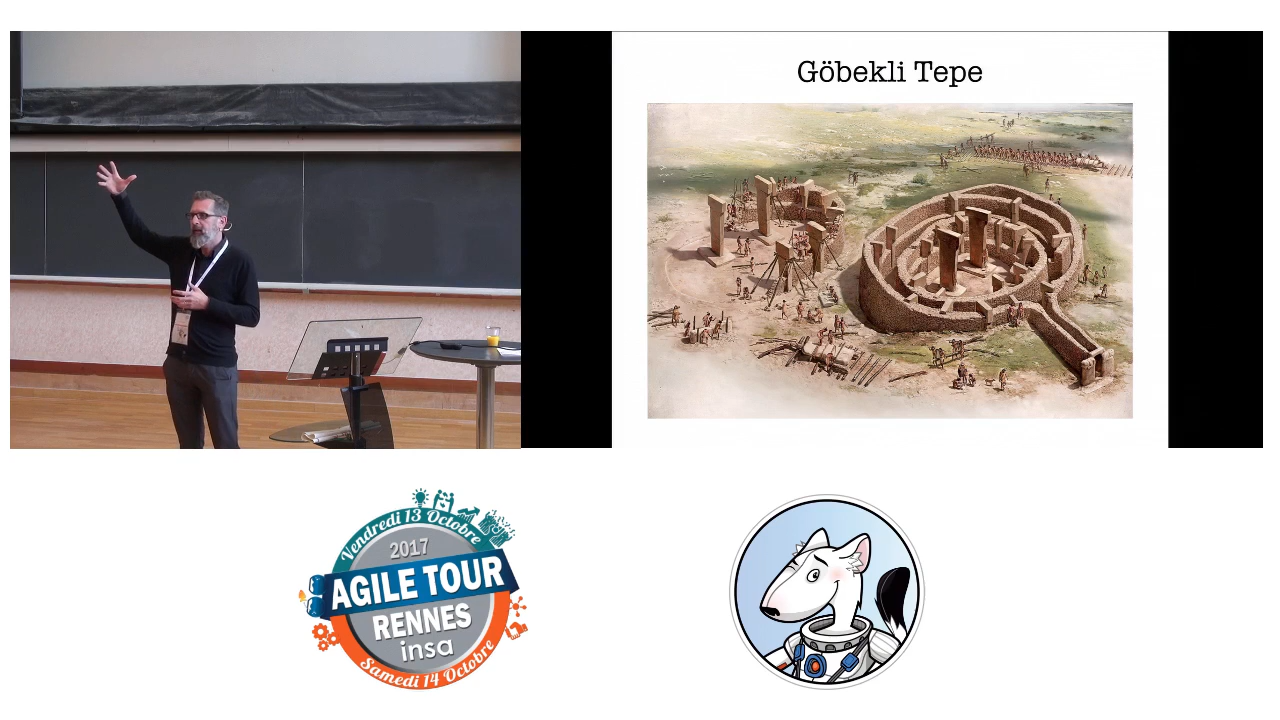 Göbekli Tepe
Vendredi 13 Octobre
2017
AGILE TOUR
RENNES
insa
Samedi 14 Octobre